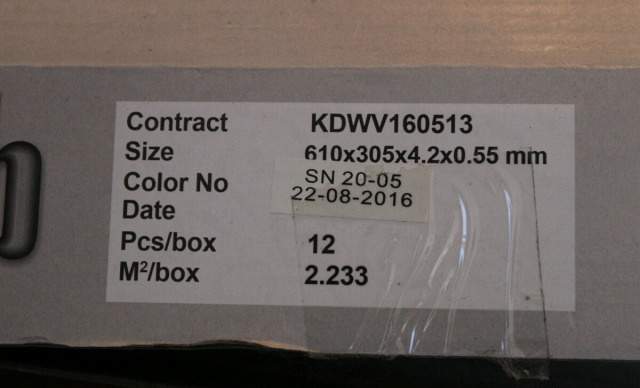 Contract KDWV160513
Size 610x305x4.2x0.55 mm
Color No SN 20-05
Date 22-08-2016
Pcs/box 12
M²/box 2.233